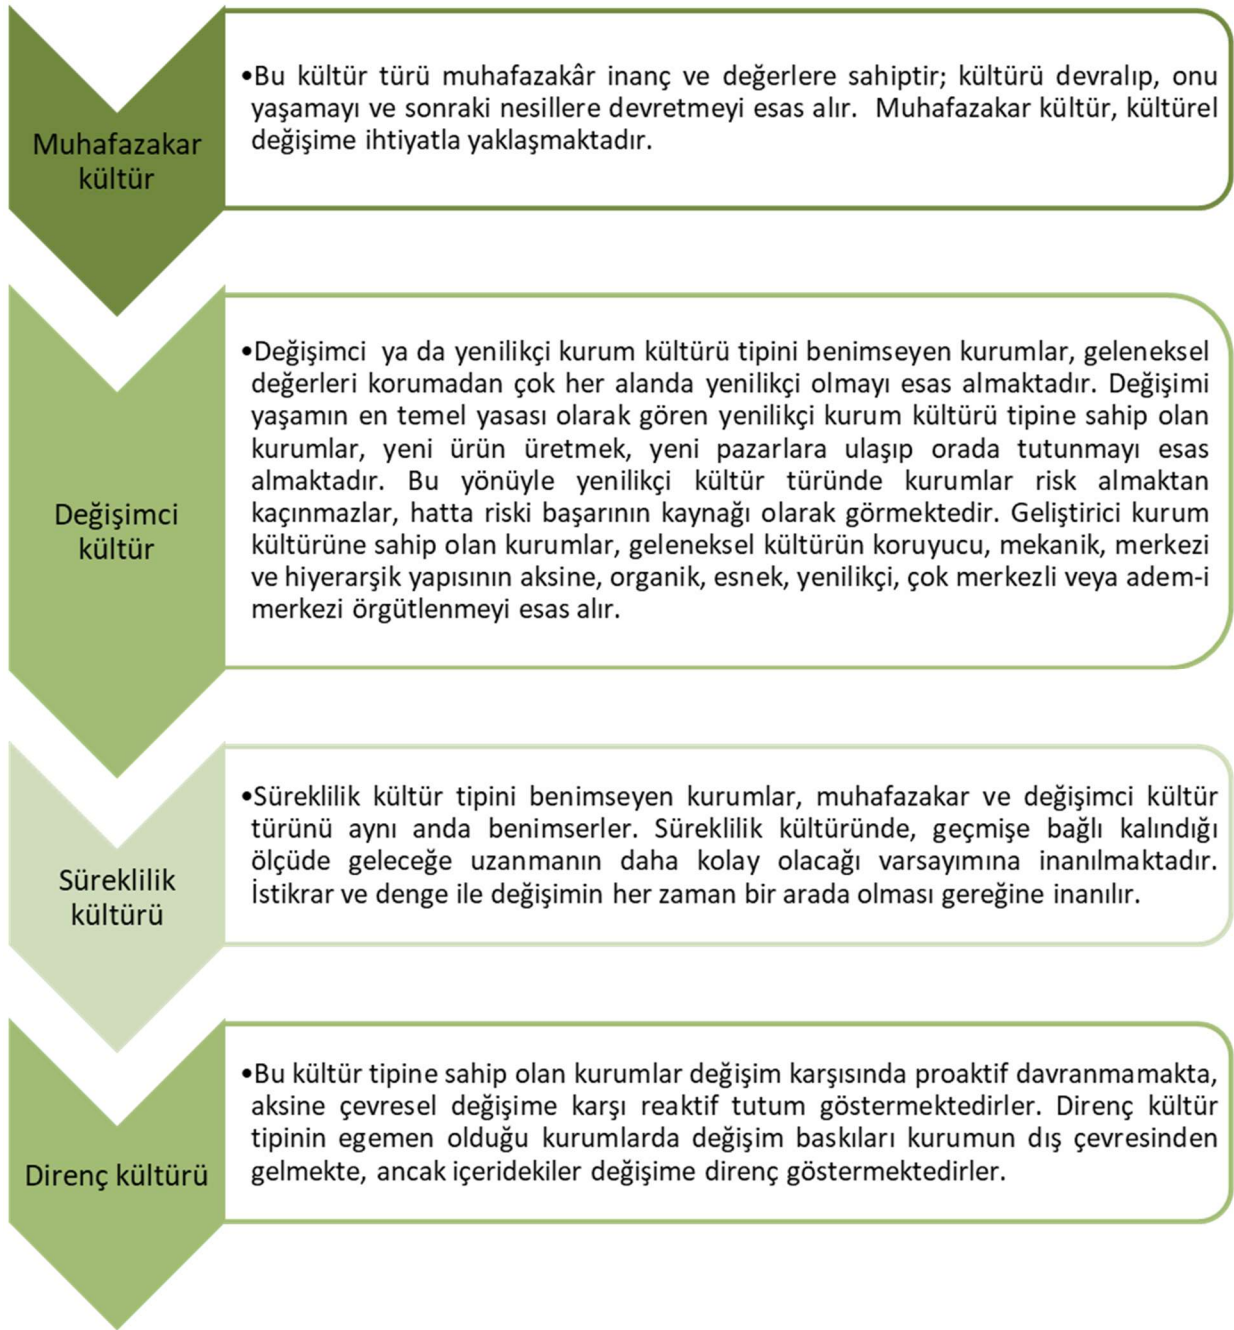 Muhafazakar
kültür
•Bu kültür türü muhafazakâr inanç ve değerlere sahiptir; kültürü devralıp, onu
yaşamayı ve sonraki nesillere devretmeyi esas alır. Muhafazakar kültür, kültürel
değişime ihtiyatla yaklaşmaktadır.
Değişimci
kültür
•Değişimci ya da yenilikçi kurum kültürü tipini benimseyen kurumlar, geleneksel
değerleri korumadan çok her alanda yenilikçi olmayı esas almaktadır. Değişimi
yaşamın en temel yasası olarak gören yenilikçi kurum kültürü tipine sahip olan
kurumlar, yeni ürün üretmek, yeni pazarlara ulaşıp orada tutunmayı esas
almaktadır. Bu yönüyle yenilikçi kültür türünde kurumlar risk almaktan
kaçınmazlar, hatta riski başarının kaynağı olarak görmektedir. Geliştirici kurum
kültürüne sahip olan kurumlar, geleneksel kültürün koruyucu, mekanik, merkezi
ve hiyerarşik yapısının aksine, organik, esnek, yenilikçi, çok merkezli veya adem-i
merkezi örgütlenmeyi esas alır.
Süreklilik
kültürü
•Süreklilik kültür tipini benimseyen kurumlar, muhafazakar ve değişimci kültür
türünü aynı anda benimserler. Süreklilik kültüründe, geçmişe bağlı kalındığı
ölçüde geleceğe uzanmanın daha kolay olacağı varsayımına inanılmaktadır.
İstikrar ve denge ile değişimin her zaman bir arada olması gereğine inanılır.
Direnç kültürü
•Bu kültür tipine sahip olan kurumlar değişim karşısında proaktif davranmamakta,
aksine çevresel değişime karşı reaktif tutum göstermektedirler. Direnç kültür
tipinin egemen olduğu kurumlarda değişim baskıları kurumun dış çevresinden
gelmekte, ancak içeridekiler değişime direnç göstermektedirler.